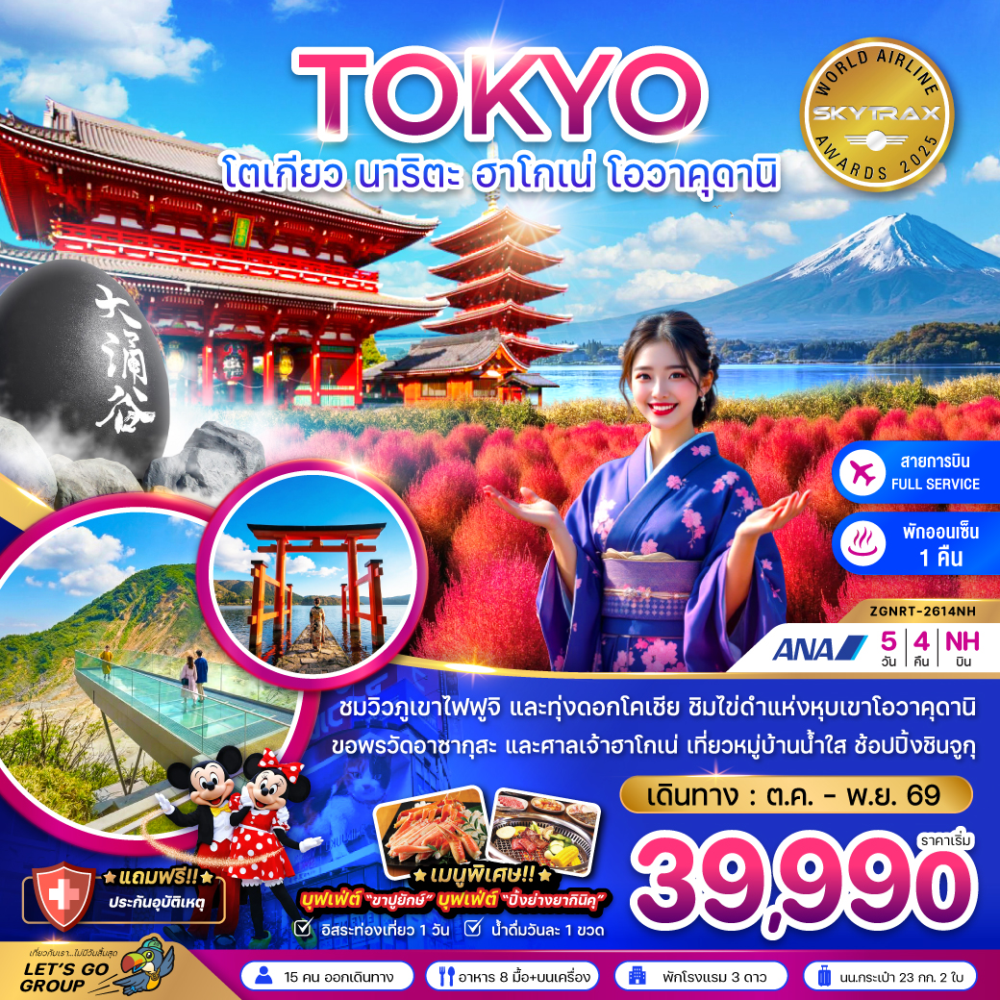 TOKYO
โตเกียว นาริตะ ฮาโกเน่ โอวาคุดานิ
WORLD AIRLINE
SKYTRAX
AWARDS 2025
大涌谷
สายการบิน
FULL SERVICE
พักออนเซ็น
1 คืน
ZGNRT-2614NH
ANA
5 วัน
4 คืน
NH บิน
ชมวิวภูเขาไฟฟูจิ และทุ่งดอกโคเชีย ชิมไข่ดำแห่งหุบเขาโอวาคุดานิ
ขอพรวัดอาซากุสะ และศาลเจ้าฮาโกเน่ เที่ยวหมู่บ้านน้ำใส ช้อปปิ้งชินจูกุ
เดินทาง : ต.ค. - พ.ย. 69
ราคาเริ่ม
39,990
แถมฟรี!!
ประกันอุบัติเหตุ
เมนูพิเศษ!!
บุฟเฟ่ต์ "ขาปูยักษ์" บุฟเฟ่ต์ "ปิ้งย่างยากินิคุ"
อิสระท่องเที่ยว 1 วัน
น้ำดื่มวันละ 1 ขวด
เที่ยวกับเรา...ไม่มีวันสิ้นสุด
LET'S GO
GROUP
15 คน ออกเดินทาง
อาหาร 8 มื้อ+บนเครื่อง
พักโรงแรม 3 ดาว
นน.กระเป๋า 23 กก. 2 ใบ